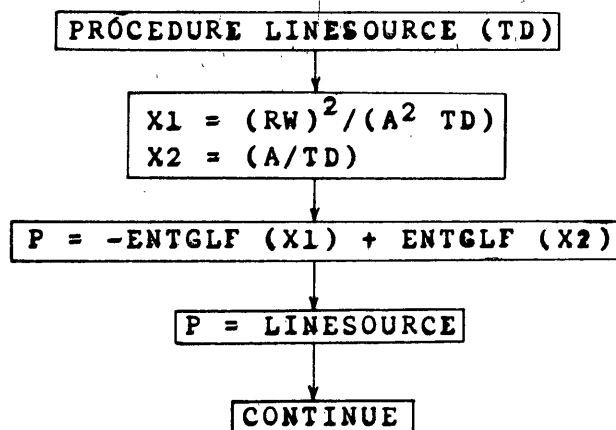 PROCEDURE LINESOURCE (TD)
X1 = (RW)²/(A² TD)
X2 = (A/TD)
P = -ENTGLF (X1) + ENTGLF (X2)
P = LINESOURCE
CONTINUE